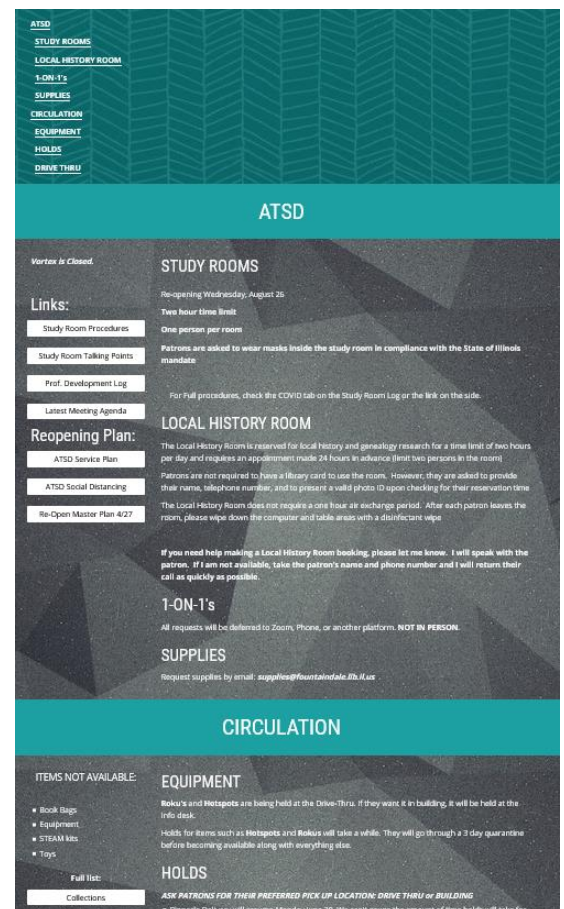 ATSD
STUDY ROOMS
LOCAL HISTORY ROOM
1-ON-1's
SUPPLIES
CIRCULATION
EQUIPMENT
HOLDS
DRIVE THRU
ATSD
Vortex is Closed.
Links:
Study Room Procedures
Study Room Talking Points
Prof. Development Log
Latest Meeting Agenda
Reopening Plan:
ATSD Service Plan
ATSD Social Distancing
Re-Open Master Plan 4/27
STUDY ROOMS
Re-opening Wednesday, August 26
Two hour time limit
One person per room
Patrons are asked to wear masks inside the study room in compliance with the State of Illinois
mandate
For Full procedures, check the COVID tab on the Study Room Log or the link on the side.
LOCAL HISTORY ROOM
The Local History Room is reserved for local history and genealogy research for a time limit of two hours
per day and requires an appointment made 24 hours in advance (limit two persons in the room)
Patrons are not required to have a library card to use the room. However, they are asked to provide
their name, telephone number, and to present a valid photo ID upon checking for their reservation time
The Local History Room does not require a one hour air exchange period. After each patron leaves the
room, please wipe down the computer and table areas with a disinfectant wipe
If you need help making a Local History Room booking, please let me know. I will speak with the
patron. If I am not available, take the patron's name and phone number and I will return their
call as quickly as possible.
1-ON-1's
All requests will be deferred to Zoom, Phone, or another platform. NOT IN PERSON.
SUPPLIES
Request supplies by email: supplies@fountaindale.lib.il.us
CIRCULATION
ITEMS NOT AVAILABLE:
Book Bags
Equipment
STEAM kits
Toys
Full list:
Collections
EQUIPMENT
Roku's and Hotspots are being held at the Drive-Thru. If they want it in building, it will be held at the
info desk.
Holds for items such as Hotspots and Rokus will take a while. They will go through a 3 day quarantine
before becoming available along with everything else.
HOLDS
ASK PATRONS FOR THEIR PREFERRED PICK UP LOCATION: DRIVE THRU or BUILDING